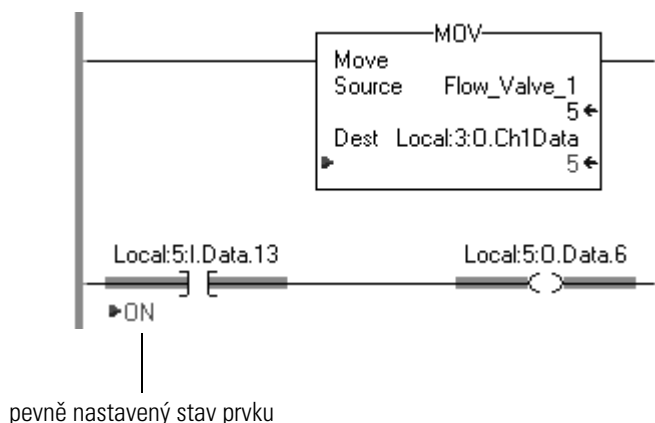 MOV
Move
Source Flow_Valve_1
5
Dest Local:3:O.Ch1Data
5
Local:5:I.Data.13 Local:5:O.Data.6
ON
pevně nastavený stav prvku